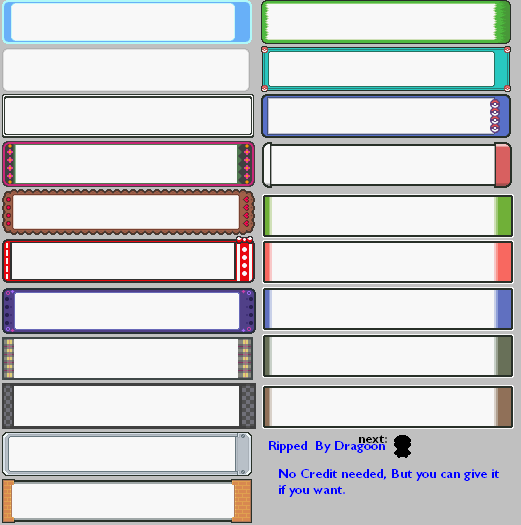 next:
Ripped By Dragoon
No Credit needed, But you can give it
if you want.